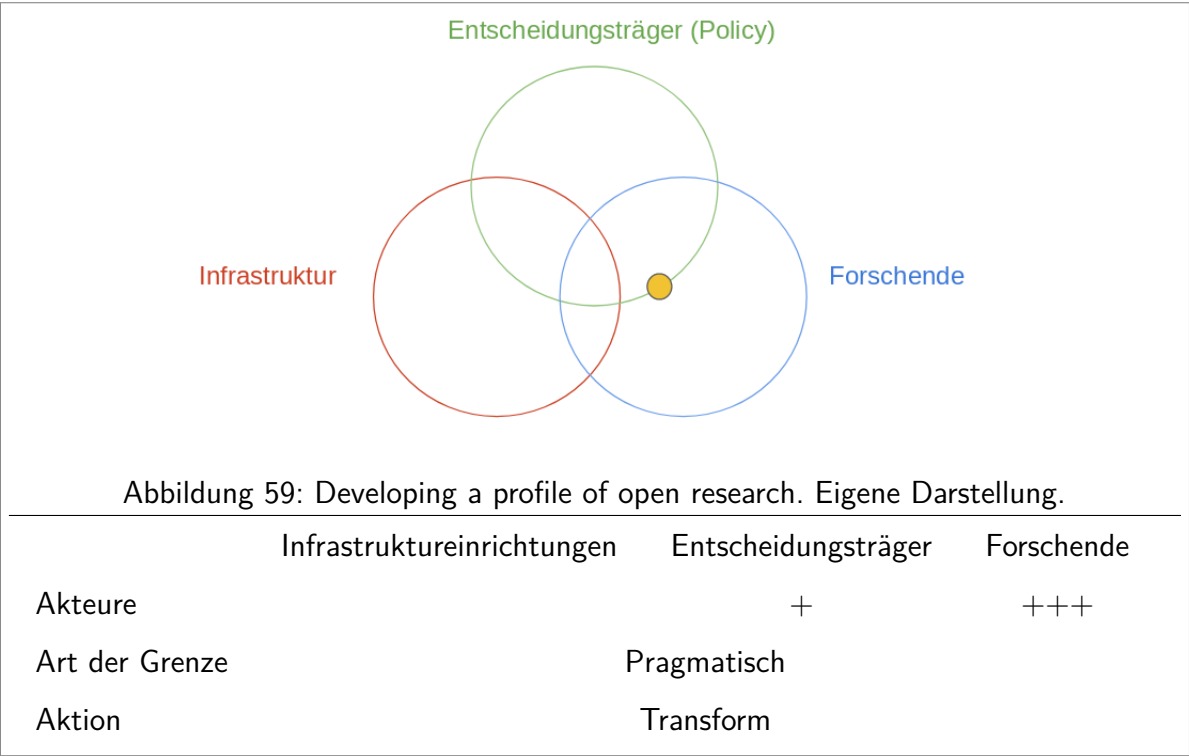 Entscheidungsträger (Policy)
Infrastruktur
Forschende
Abbildung 59: Developing a profile of open research. Eigene Darstellung.
Infrastruktureinrichtungen Entscheidungsträger Forschende
Akteure + +++
Art der Grenze Pragmatisch
Aktion Transform